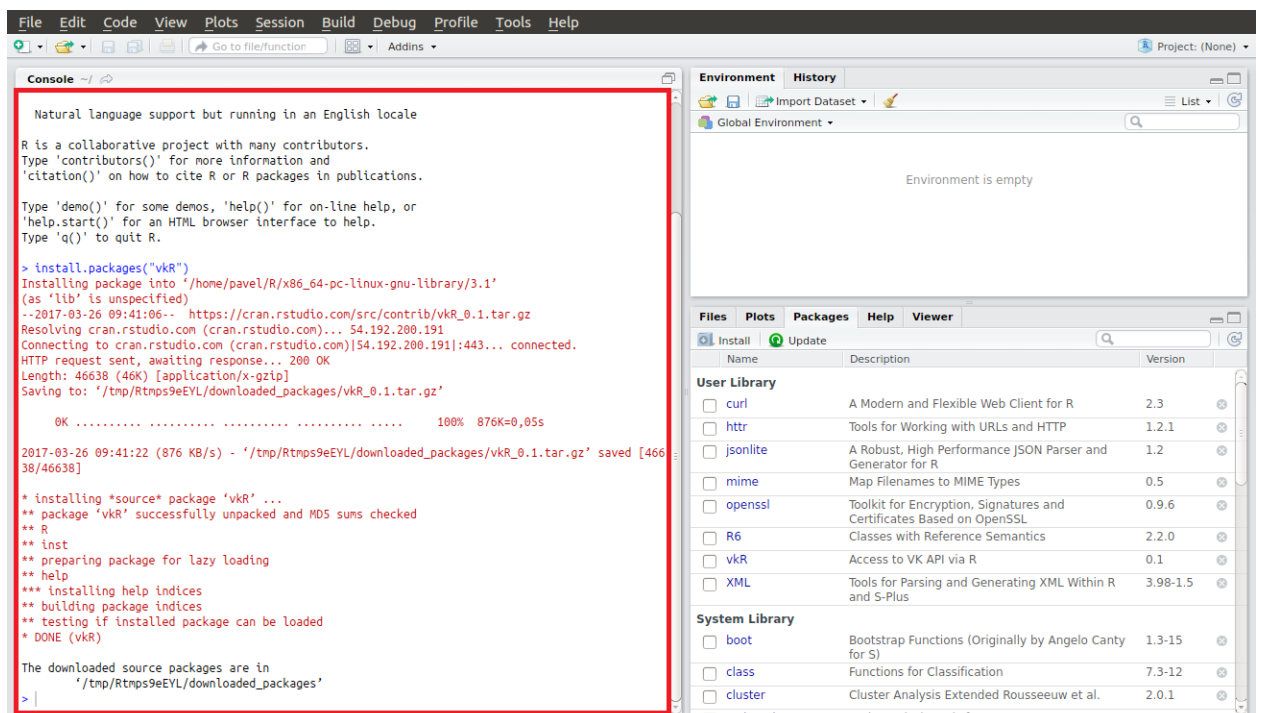 File Edit Code View Plots Session Build Debug Profile Tools Help
Go to file/function Addins Project: (None)
Console ~/
Natural language support but running in an English locale
R is a collaborative project with many contributors.
Type 'contributors()' for more information and
'citation()' on how to cite R or R packages in publications.
Type 'demo()' for some demos, 'help()' for on-line help, or
'help.start()' for an HTML browser interface to help.
Type 'q()' to quit R.
> install.packages("vkR")
Installing package into ‘/home/pavel/R/x86_64-pc-linux-gnu-library/3.1’
(as ‘lib’ is unspecified)
--2017-03-26 09:41:06--  https://cran.rstudio.com/src/contrib/vkR_0.1.tar.gz
Resolving cran.rstudio.com (cran.rstudio.com)... 54.192.200.191
Connecting to cran.rstudio.com (cran.rstudio.com)|54.192.200.191|:443... connected.
HTTP request sent, awaiting response... 200 OK
Length: 46638 (46K) [application/x-gzip]
Saving to: ‘/tmp/Rtmps9eEYL/downloaded_packages/vkR_0.1.tar.gz’
0K .......... .......... .......... .......... ..... 100% 876K=0,05s
2017-03-26 09:41:22 (876 KB/s) - ‘/tmp/Rtmps9eEYL/downloaded_packages/vkR_0.1.tar.gz’ saved [466
38/46638]
* installing *source* package ‘vkR’ ...
** package ‘vkR’ successfully unpacked and MD5 sums checked
** R
** inst
** preparing package for lazy loading
** help
*** installing help indices
** building package indices
** testing if installed package can be loaded
* DONE (vkR)
The downloaded source packages are in
‘/tmp/Rtmps9eEYL/downloaded_packages’
>
Environment History
Import Dataset List
Global Environment
Environment is empty
Files Plots Packages Help Viewer
Install Update
Name Description Version
User Library
curl A Modern and Flexible Web Client for R 2.3
httr Tools for Working with URLs and HTTP 1.2.1
jsonlite A Robust, High Performance JSON Parser and 1.2
Generator for R
mime Map Filenames to MIME Types 0.5
openssl Toolkit for Encryption, Signatures and 0.9.6
Certificates Based on OpenSSL
R6 Classes with Reference Semantics 2.2.0
vkR Access to VK API via R 0.1
XML Tools for Parsing and Generating XML Within R 3.98-1.5
and S-Plus
System Library
boot Bootstrap Functions (Originally by Angelo Canty 1.3-15
for S)
class Functions for Classification 7.3-12
cluster Cluster Analysis Extended Rousseeuw et al. 2.0.1